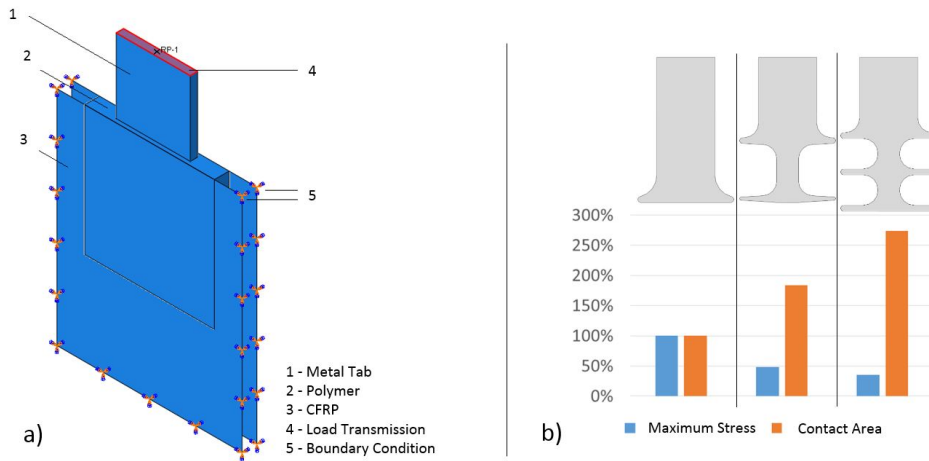 1
2
3
RP-1
4
5
1 - Metal Tab
2 - Polymer
3 - CFRP
4 - Load Transmission
5 - Boundary Condition
a)
300%
250%
200%
150%
100%
50%
0%
Maximum Stress
Contact Area
b)